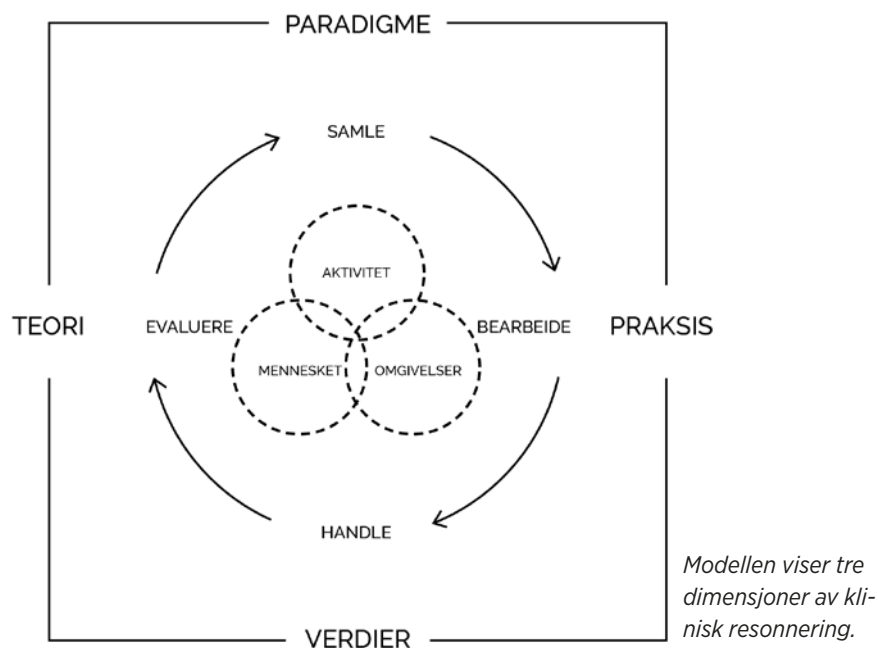 PARADIGME
SAMLE
AKTIVITET
TEORI
EVALUERE
BEARBEIDE
PRAKSIS
MENNESKET
OMGIVELSER
HANDLE
Modellen viser tre
dimensjoner av kli-
nisk resonnering.
VERDIER